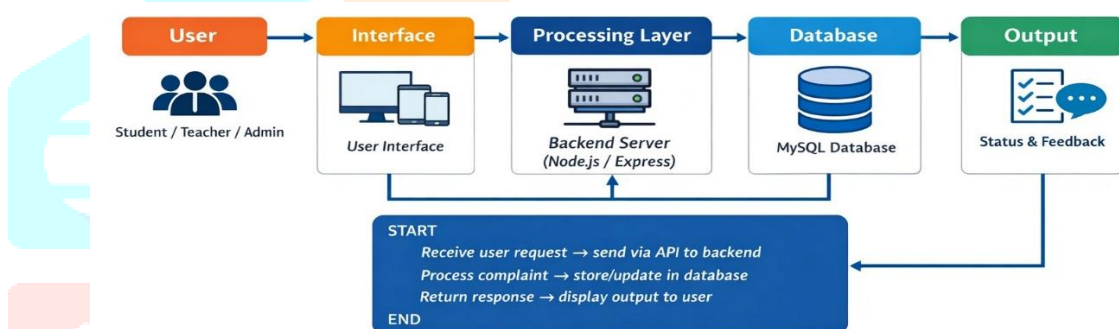 User
Interface
Processing Layer
Database
Output
Student / Teacher / Admin
User Interface
Backend Server
(Node.js / Express)
MySQL Database
Status & Feedback
START
Receive user request → send via API to backend
Process complaint → store/update in database
Return response → display output to user
END